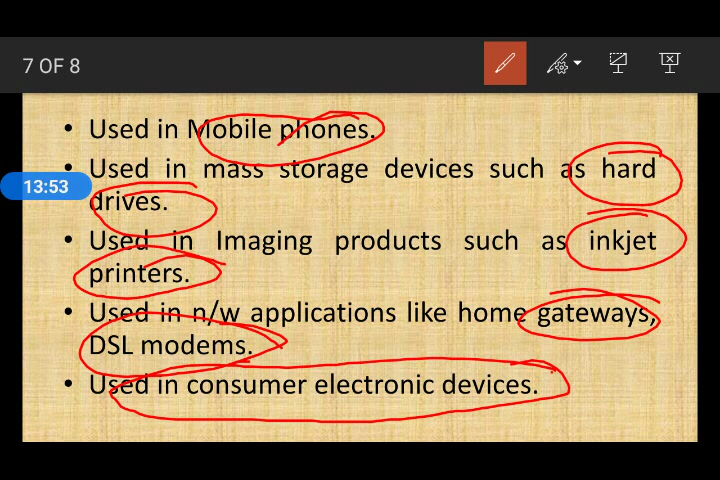 7 OF 8
• Used in Mobile phones.
• Used in mass storage devices such as hard
13:53
drives.
• Used in Imaging products such as inkjet
printers.
• Used in n/w applications like home gateways,
DSL modems.
• Used in consumer electronic devices.